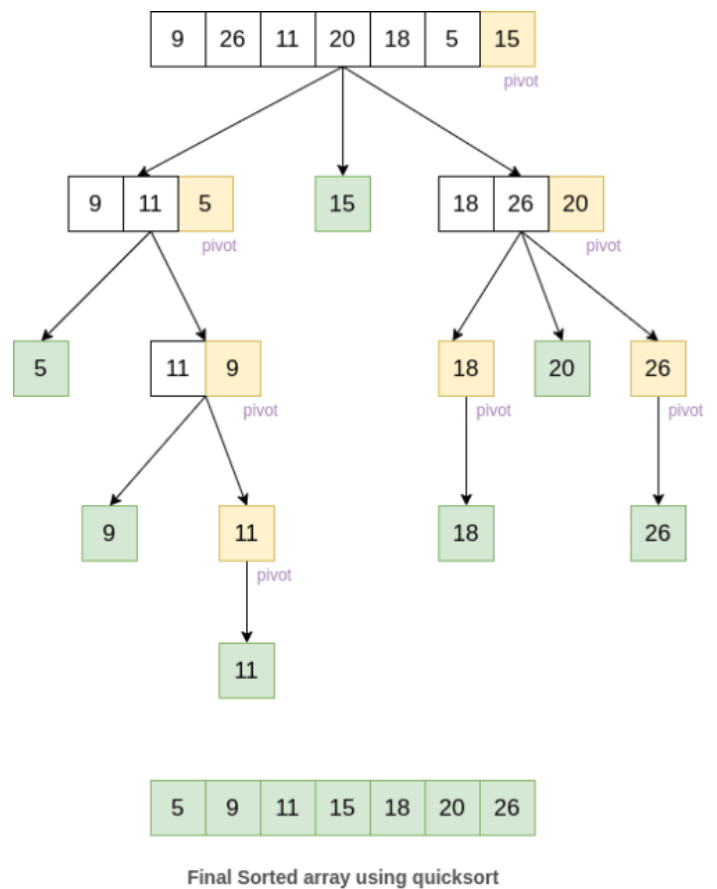 9 26 11 20 18 5 15
pivot
9 11 5 15 18 26 20
pivot pivot
5 11 9 18 20 26
pivot pivot pivot
9 11 18 26
pivot
11
5 9 11 15 18 20 26
Final Sorted array using quicksort